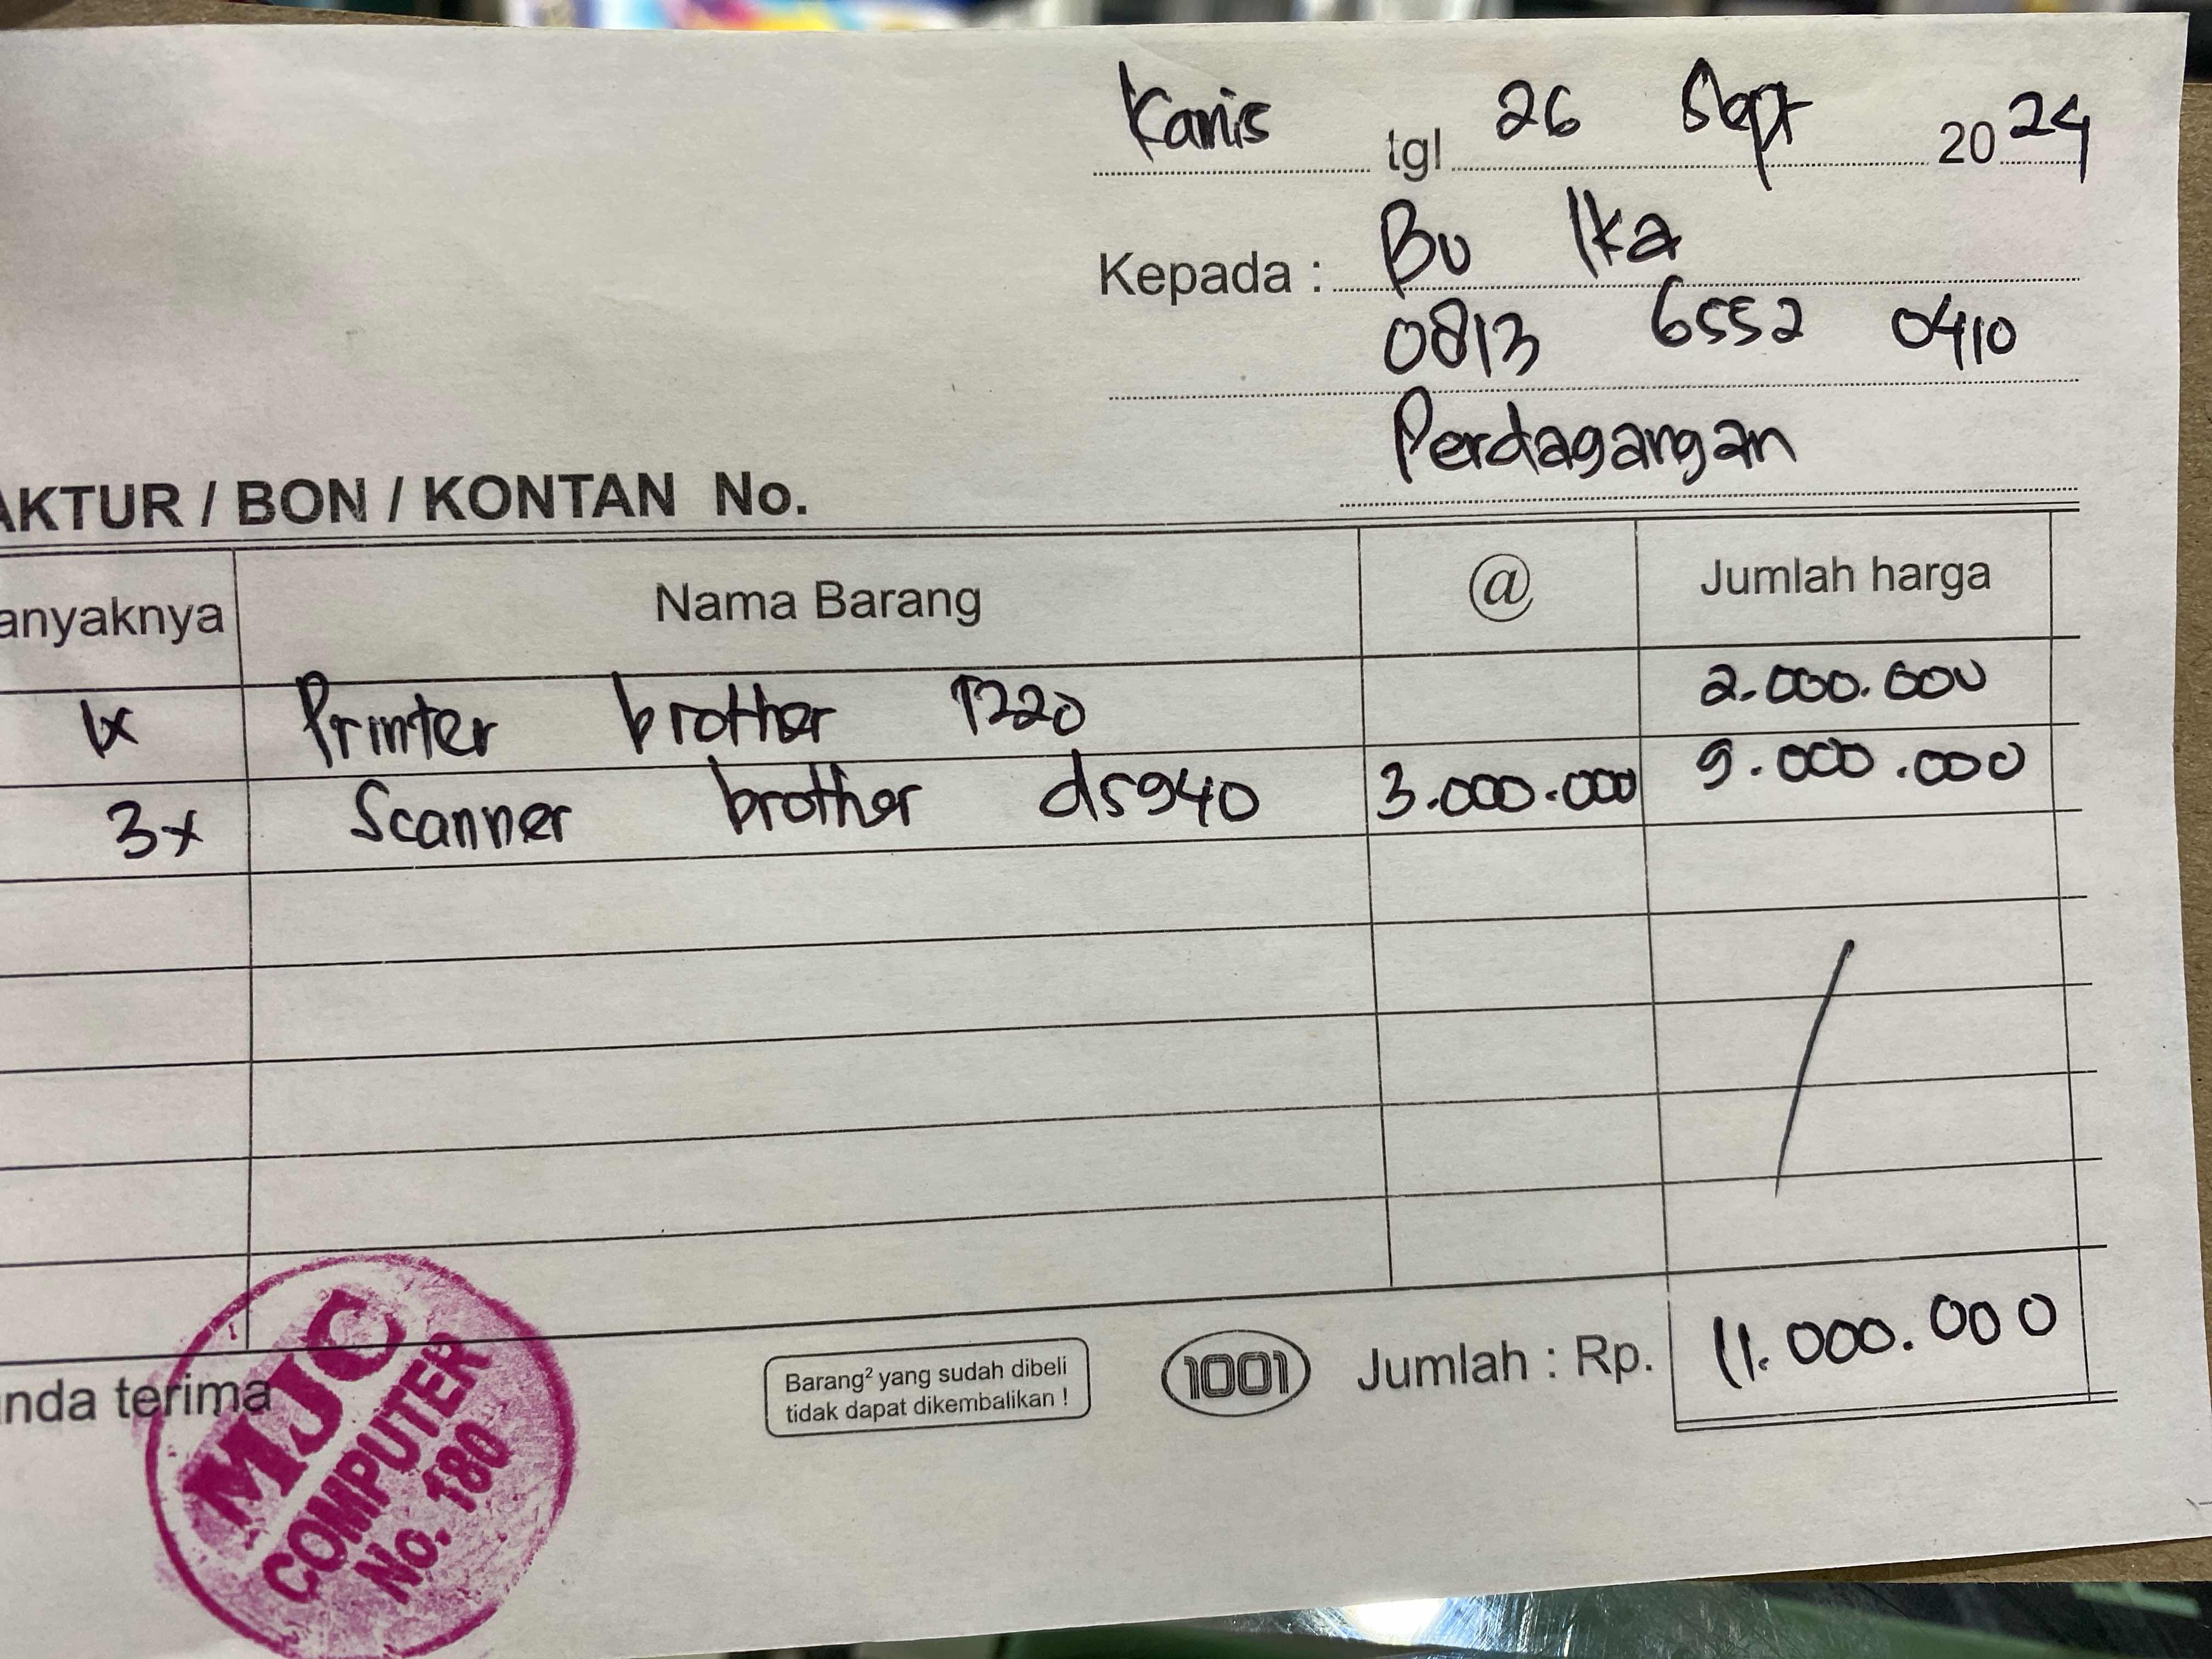 Kamis tgl 26 Sept 2024
Kepada : Bu Ika
0813 6552 0410
Perdagangan
AKTUR / BON / KONTAN No.
anyaknya Nama Barang @ Jumlah harga
1x Printer brother T220 2.000.000
3x Scanner brother ds940 3.000.000 9.000.000
Jumlah : Rp. 11.000.000
anda terima
Barang² yang sudah dibeli
tidak dapat dikembalikan !
1001
MJC
COMPUTER
No. 180